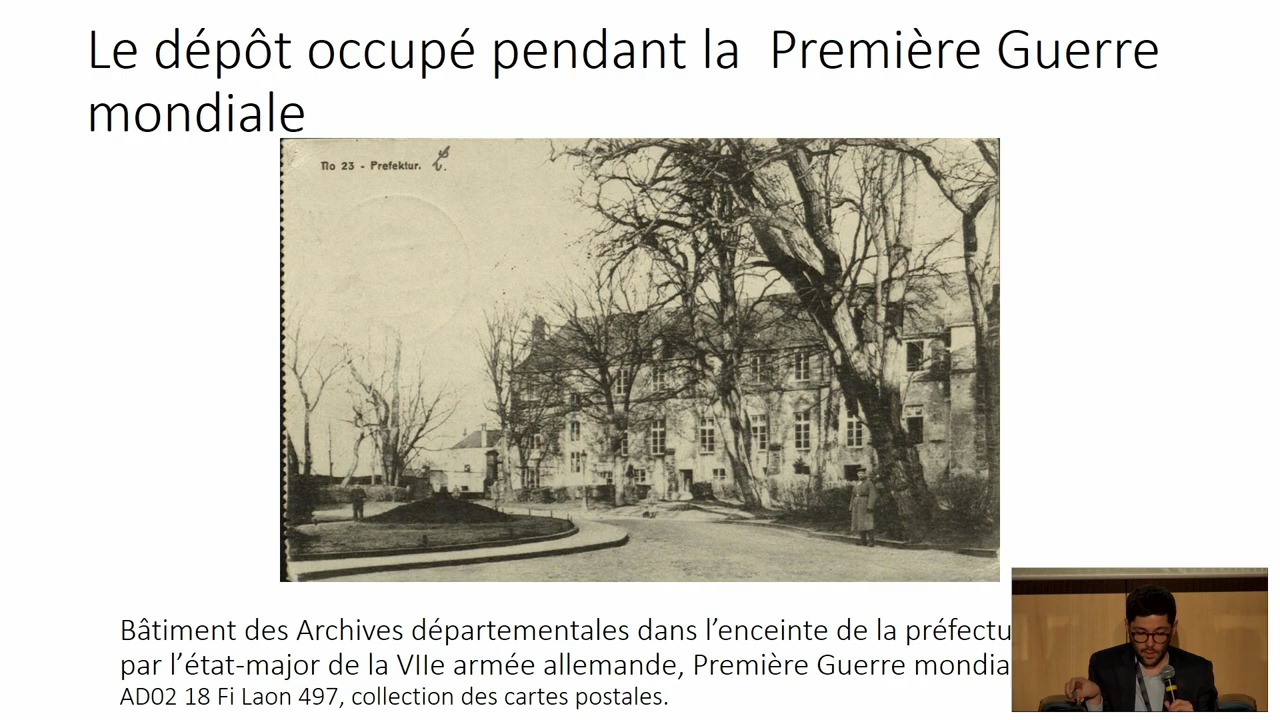 Le dépôt occupé pendant la  Première Guerre
mondiale
No 23 - Prefektur.
Bâtiment des Archives départementales dans l’enceinte de la
par l’état-major de la VIIe armée allemande, Première Guerre
AD02 18 Fi Laon 497, collection des cartes postales.